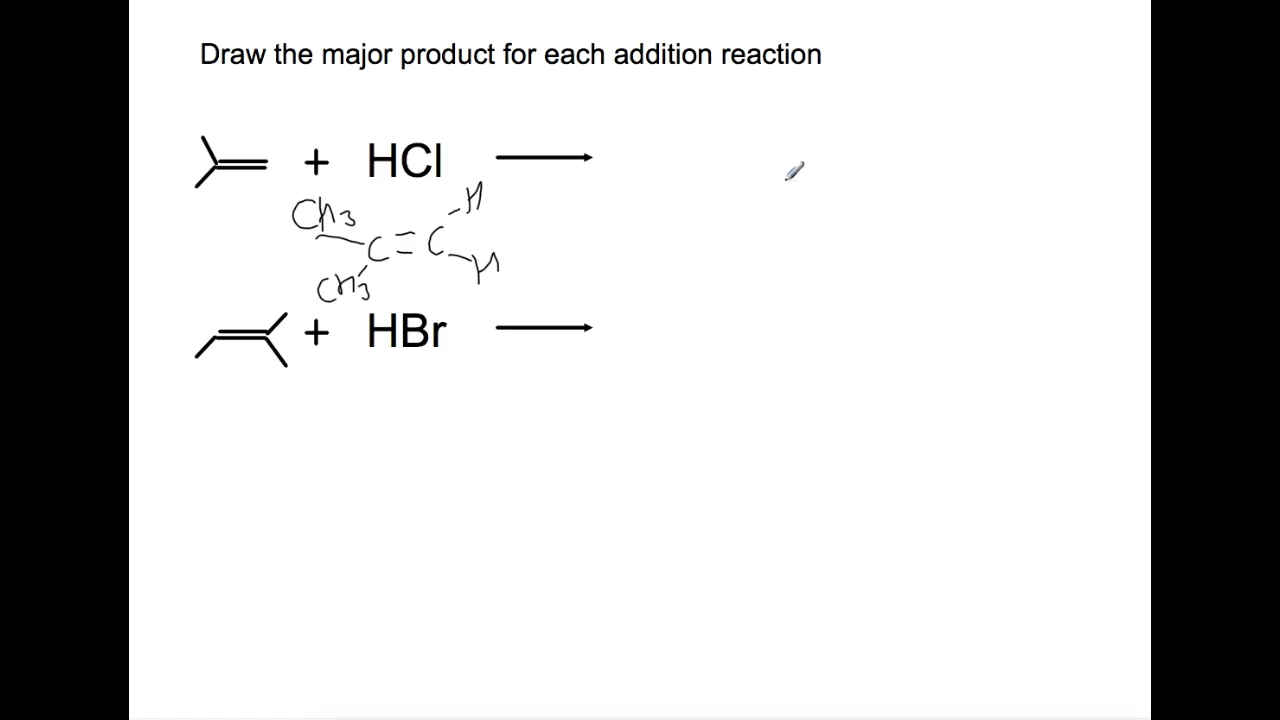 Draw the major product for each addition reaction
+ HCl
CH3 H
C=C
CH3 H
+ HBr